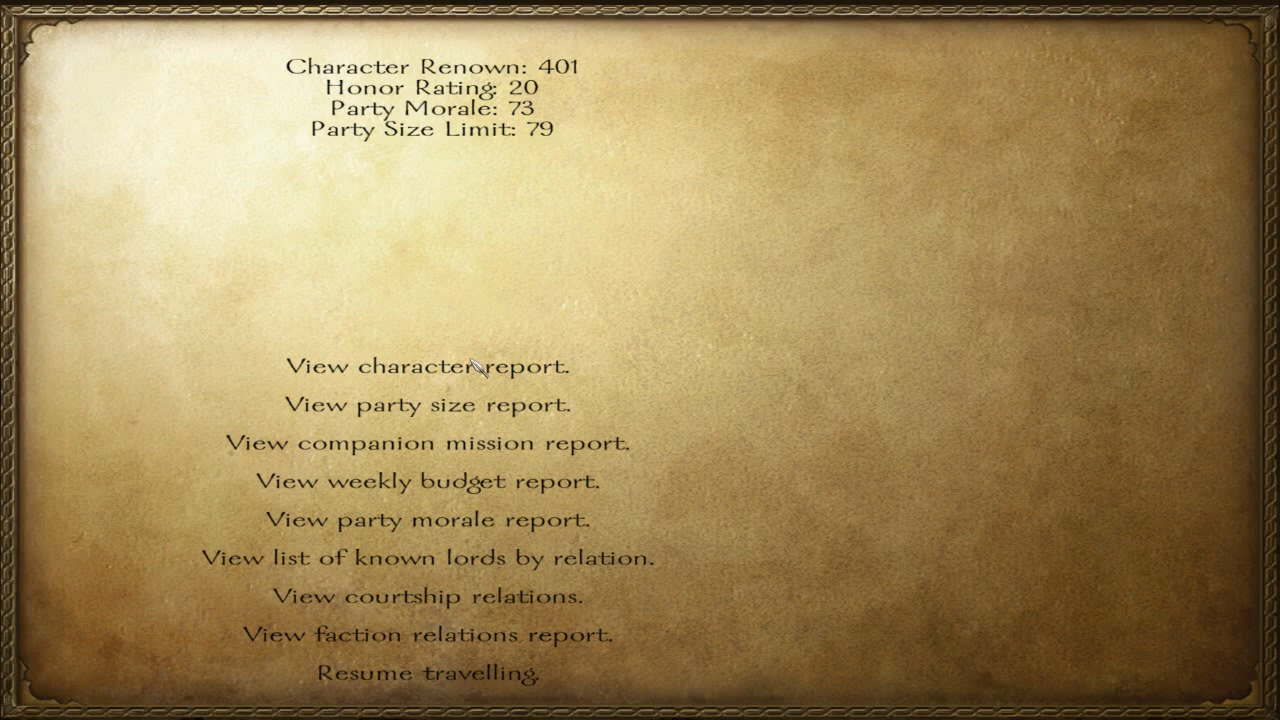 Character Renown: 401
Honor Rating: 20
Party Morale: 73
Party Size Limit: 79
View character report.
View party size report.
View companion mission report.
View weekly budget report.
View party morale report.
View list of known lords by relation.
View courtship relations.
View faction relations report.
Resume travelling.